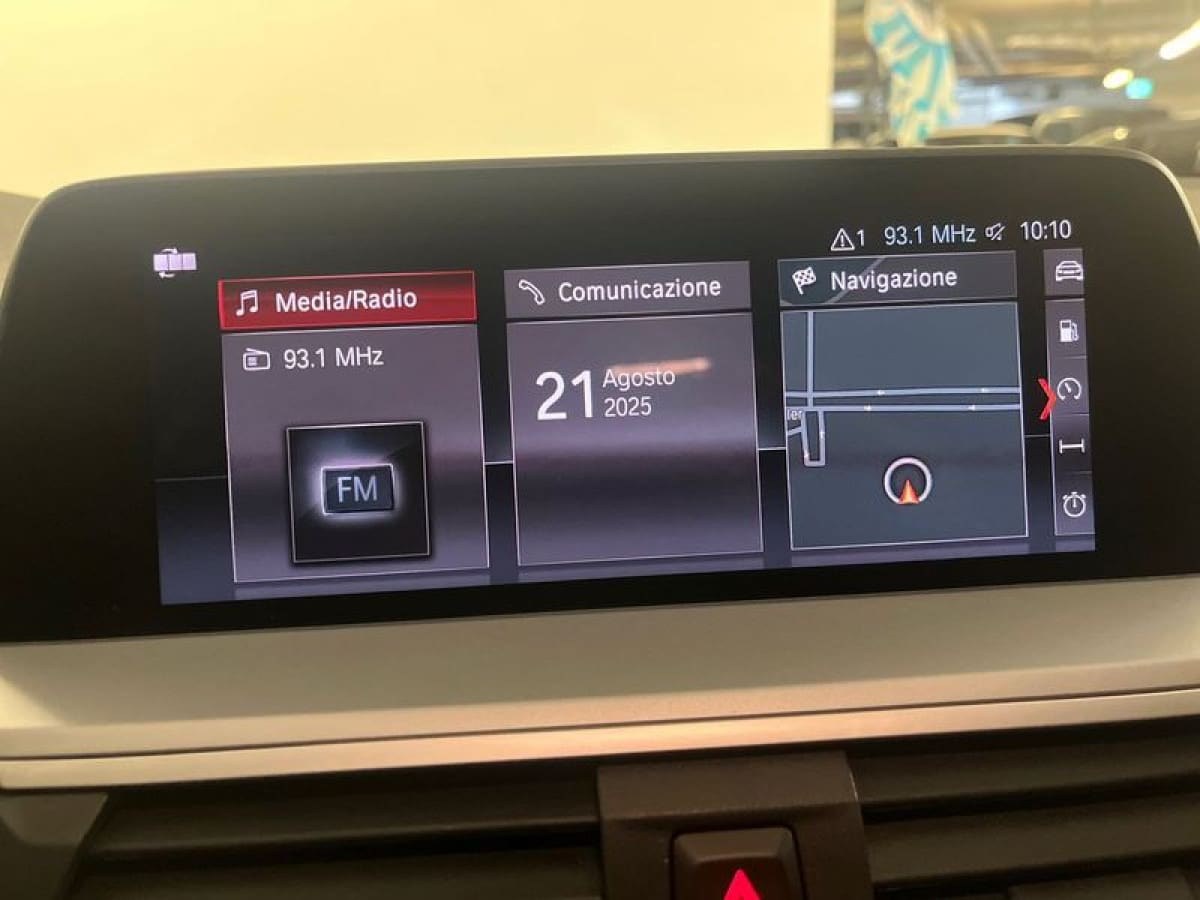 1 93.1 MHz 10:10
Media/Radio
93.1 MHz
FM
Comunicazione
21 Agosto
2025
Navigazione